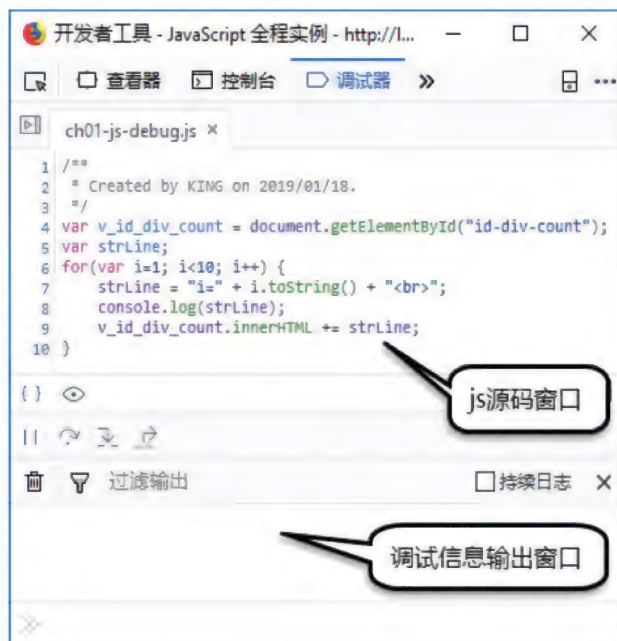 开发者工具 - JavaScript 全程实例 - http://l...
查看器 控制台 调试器 »
ch01-js-debug.js ×
1 /**
2 * Created by KING on 2019/01/18.
3 */
4 var v_id_div_count = document.getElementById("id-div-count");
5 var strLine;
6 for(var i=1; i<10; i++) {
7 strLine = "i=" + i.toString() + "<br>";
8 console.log(strLine);
9 v_id_div_count.innerHTML += strLine;
10 }
js源码窗口
{ }
过滤输出 持续日志 ×
调试信息输出窗口
»